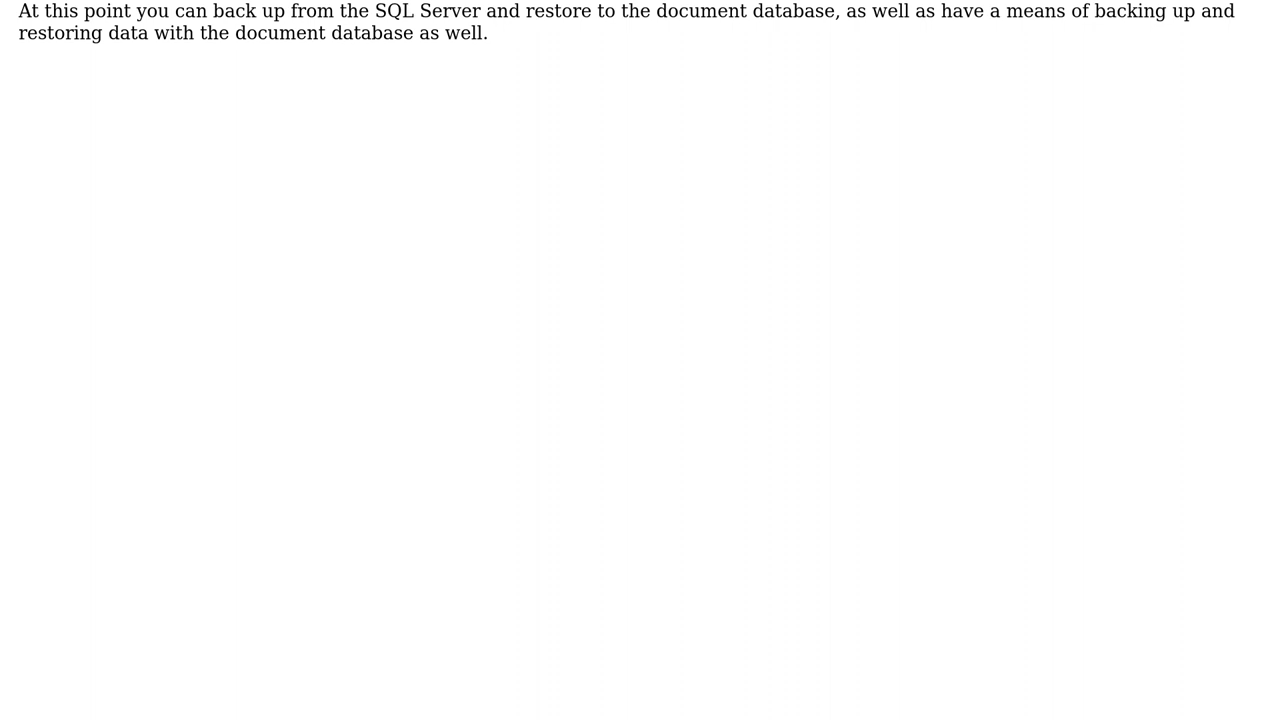 At this point you can back up from the SQL Server and restore to the document database, as well as have a means of backing up and
restoring data with the document database as well.